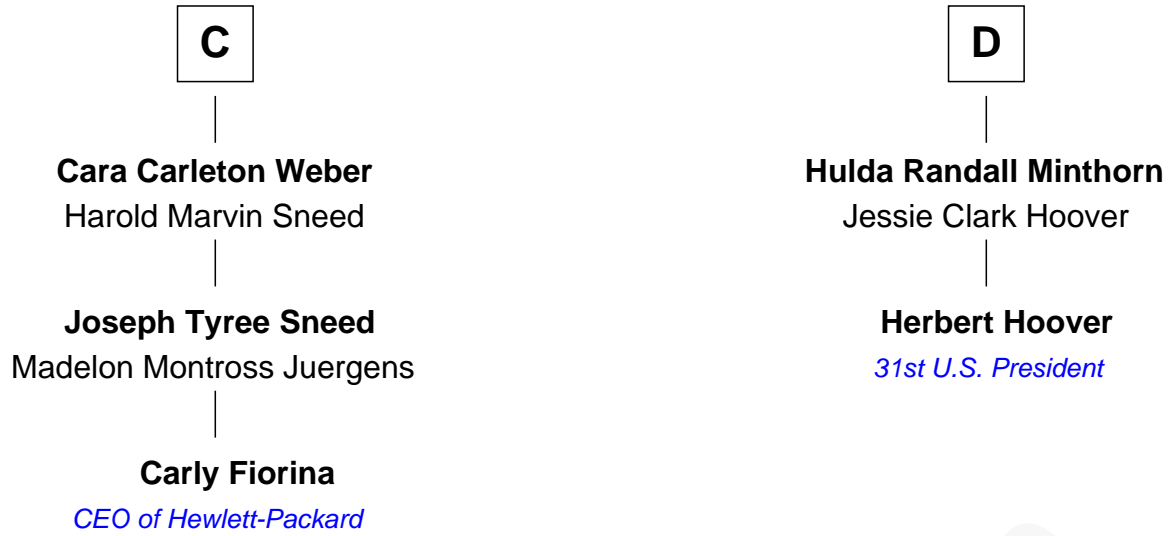 C
Cara Carleton Weber
Harold Marvin Sneed
Joseph Tyree Sneed
Madelon Montross Juergens
Carly Fiorina
CEO of Hewlett-Packard
D
Hulda Randall Minthorn
Jessie Clark Hoover
Herbert Hoover
31st U.S. President